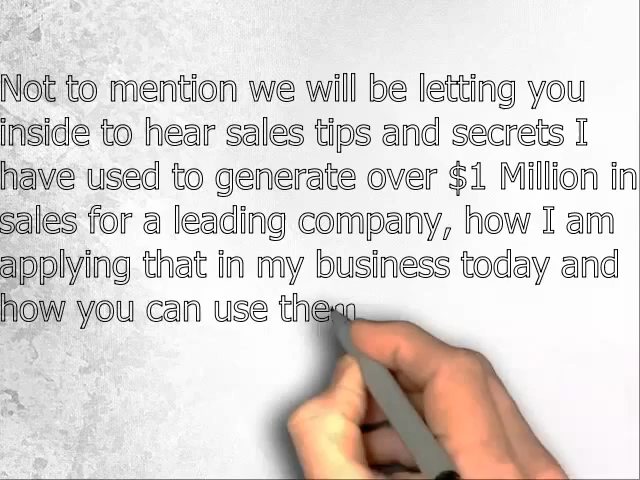 Not to mention we will be letting you
inside to hear sales tips and secrets I
have used to generate over $1 Million in
sales for a leading company, how I am
applying that in my business today and
how you can use them